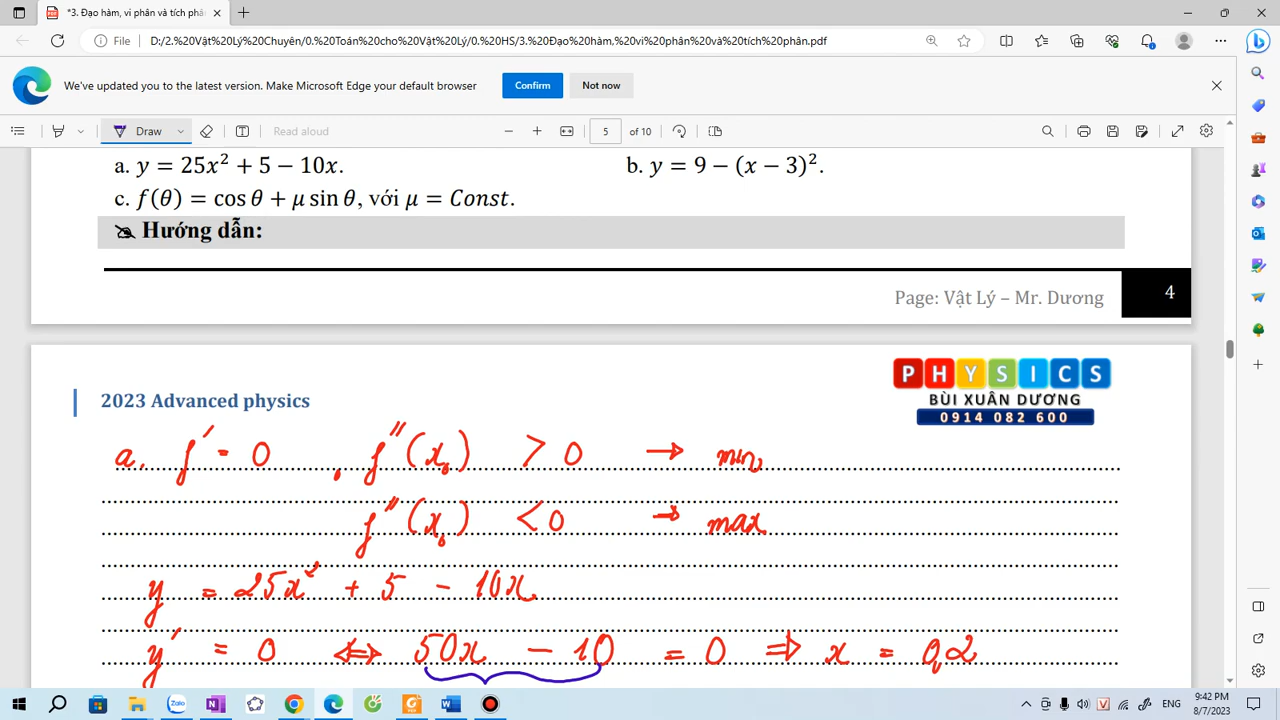 *3. Đạo hàm, vi phân và tích phâ
File
D:/2.%20Vật%20Lý%20Chuyên/0.%20Toán%20cho%20Vật%20Lý/0.%20HS/3.%20Đạo%20hàm,%20vi%20phân%20và%20tích%20phân.pdf
We've updated you to the latest version. Make Microsoft Edge your default browser
Confirm
Not now
Draw
Read aloud
5 of 10
a. y = 25x² + 5 − 10x.
b. y = 9 − (x − 3)².
c. f(θ) = cos θ + μ sin θ, với μ = Const.
Hướng dẫn:
Page: Vật Lý – Mr. Dương
4
PHYSICS
2023 Advanced physics
BÙI XUÂN DƯƠNG
0914 082 600
a. f' = 0 . f''(x₀) > 0 → min
f''(x₀) < 0 → max
y = 25x² + 5 − 10x
y' = 0 ⇔ 50x − 10 = 0 ⇒ x = 0,2
Zalo
9:42 PM
8/7/2023